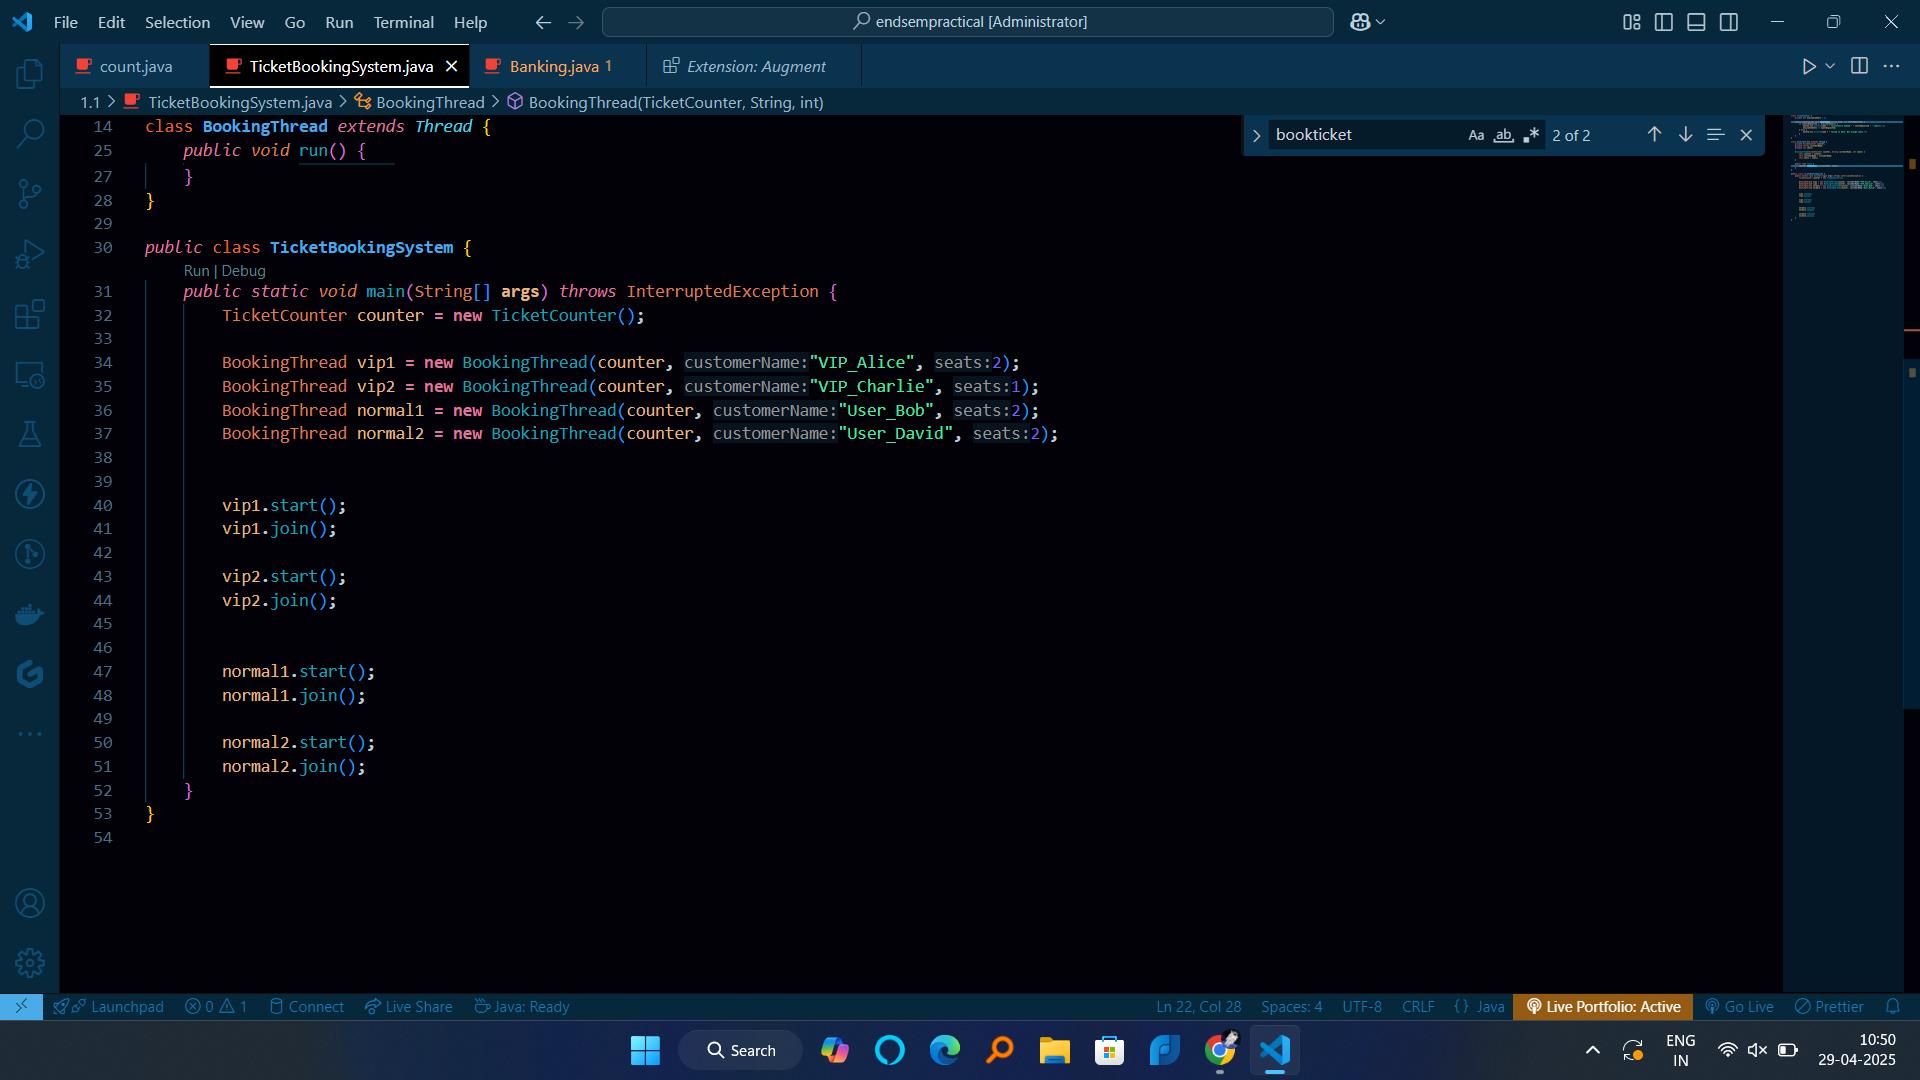 File Edit Selection View Go Run Terminal Help
endsempractical [Administrator]
count.java
TicketBookingSystem.java
Banking.java 1
Extension: Augment
1.1 > TicketBookingSystem.java > BookingThread > BookingThread(TicketCounter, String, int)
bookticket Aa ab .* 2 of 2
14 class BookingThread extends Thread {
25 public void run() {
27 }
28 }
29
30 public class TicketBookingSystem {
Run | Debug
31 public static void main(String[] args) throws InterruptedException {
32 TicketCounter counter = new TicketCounter();
33
34 BookingThread vip1 = new BookingThread(counter, customerName:"VIP_Alice", seats:2);
35 BookingThread vip2 = new BookingThread(counter, customerName:"VIP_Charlie", seats:1);
36 BookingThread normal1 = new BookingThread(counter, customerName:"User_Bob", seats:2);
37 BookingThread normal2 = new BookingThread(counter, customerName:"User_David", seats:2);
38
39
40 vip1.start();
41 vip1.join();
42
43 vip2.start();
44 vip2.join();
45
46
47 normal1.start();
48 normal1.join();
49
50 normal2.start();
51 normal2.join();
52 }
53 }
54
Launchpad 0 1 Connect Live Share Java: Ready
Ln 22, Col 28 Spaces: 4 UTF-8 CRLF {} Java Live Portfolio: Active Go Live Prettier
Search
ENG
IN
10:50
29-04-2025